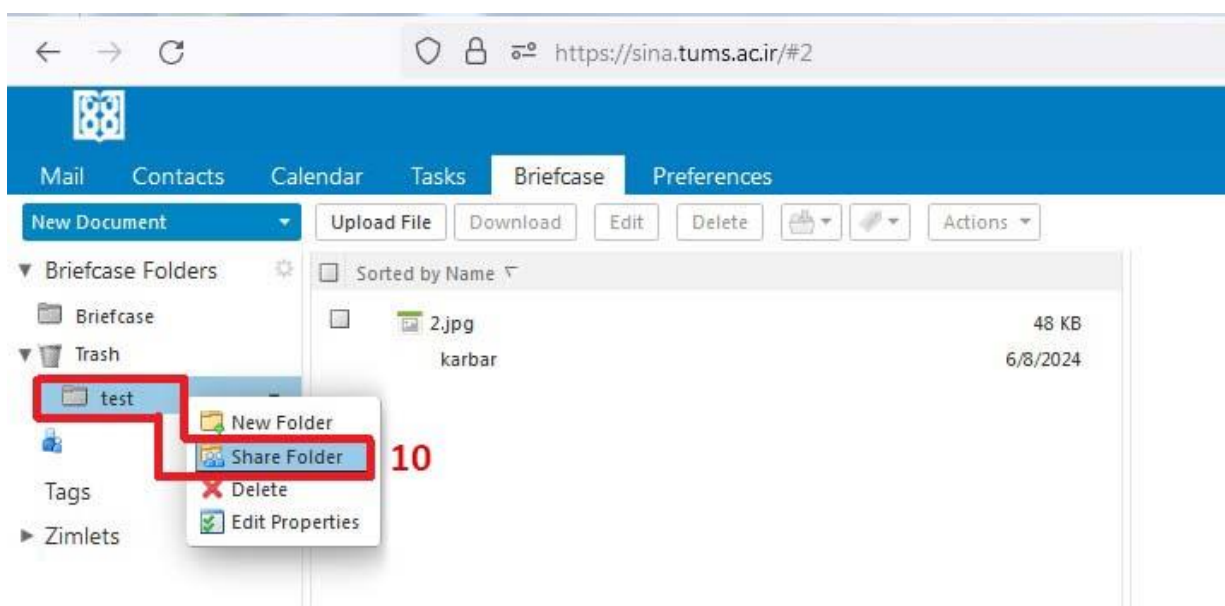 https://sina.tums.ac.ir/#2
Mail Contacts Calendar Tasks Briefcase Preferences
New Document Upload File Download Edit Delete Actions
Briefcase Folders
Sorted by Name
Briefcase
2.jpg 48 KB
Trash
karbar 6/8/2024
test
New Folder
Share Folder 10
Tags
Delete
Edit Properties
Zimlets